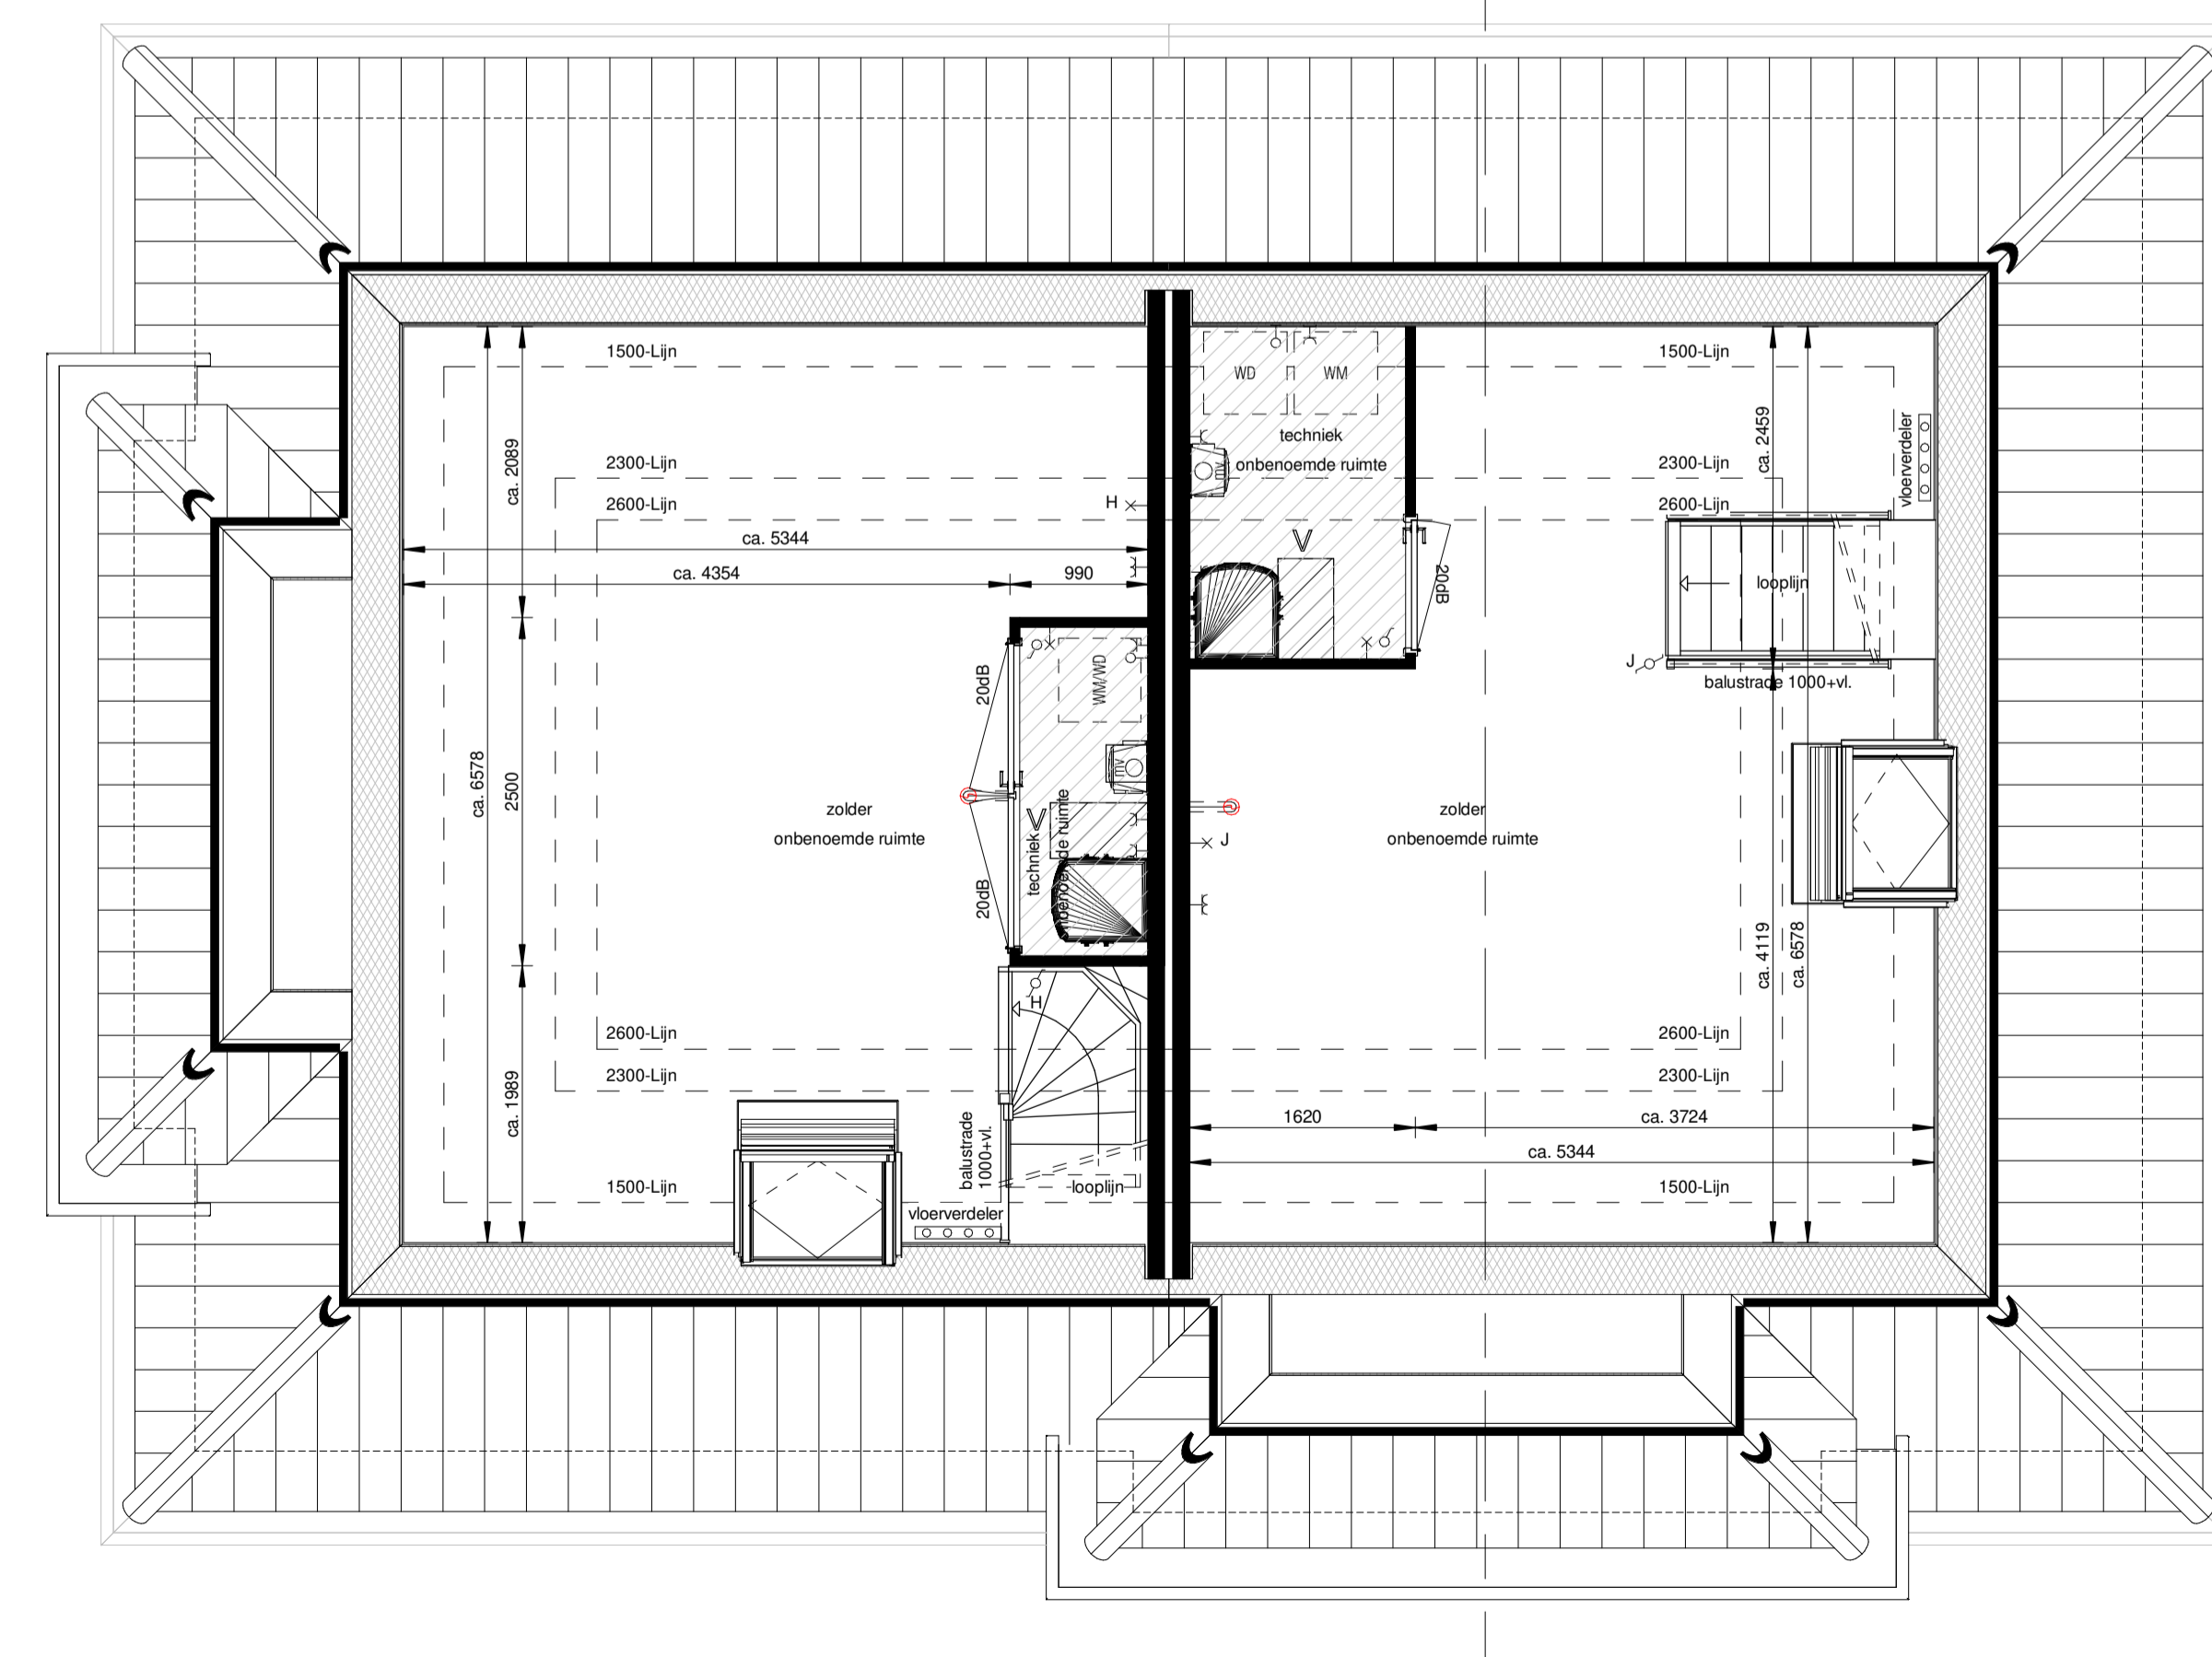 1500-Lijn
2300-Lijn
2600-Lijn
ca. 2089
ca. 5344
ca. 4354
990
H
ca. 6578
2500
ca. 1989
20dB
20dB
WM/WD
mv
V
techniek
onbenoemde ruimte
zolder
onbenoemde ruimte
H
2600-Lijn
2300-Lijn
1500-Lijn
balustrade
1000+vl.
looplijn
vloerverdeler
WD
WM
techniek
onbenoemde ruimte
mv
V
20dB
1500-Lijn
2300-Lijn
2600-Lijn
ca. 2459
vloerverdeler
looplijn
J
balustrade 1000+vl.
zolder
onbenoemde ruimte
J
ca. 4119
ca. 6578
2600-Lijn
2300-Lijn
1620
ca. 3724
ca. 5344
1500-Lijn